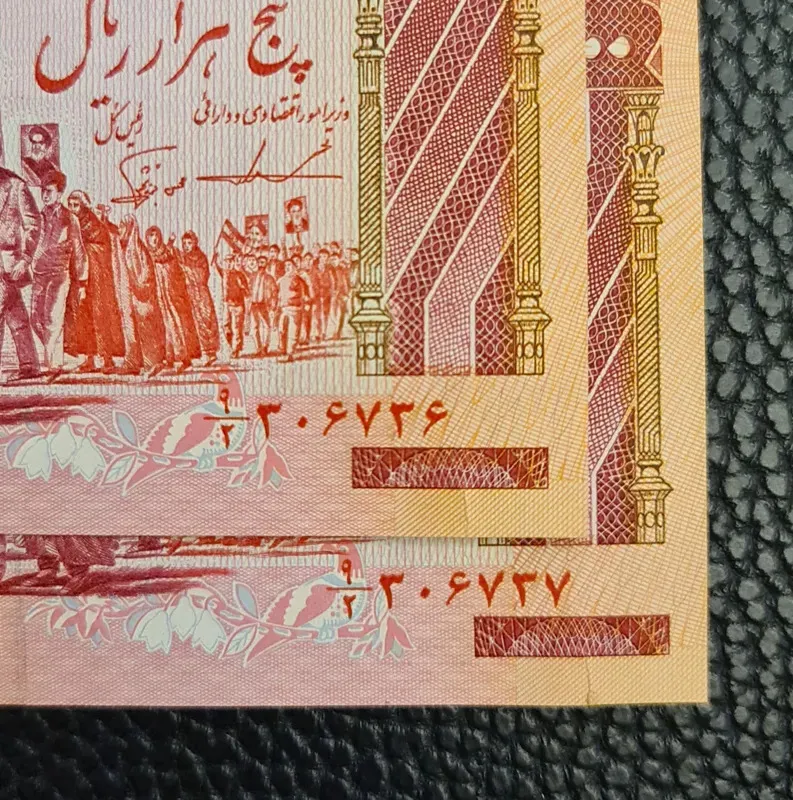 پنج هزار ریال
وزیر امور اقتصادی و دارائی
رئیس کل
۹/۲ ۳۰۶۷۳۶
۹/۲ ۳۰۶۷۳۷